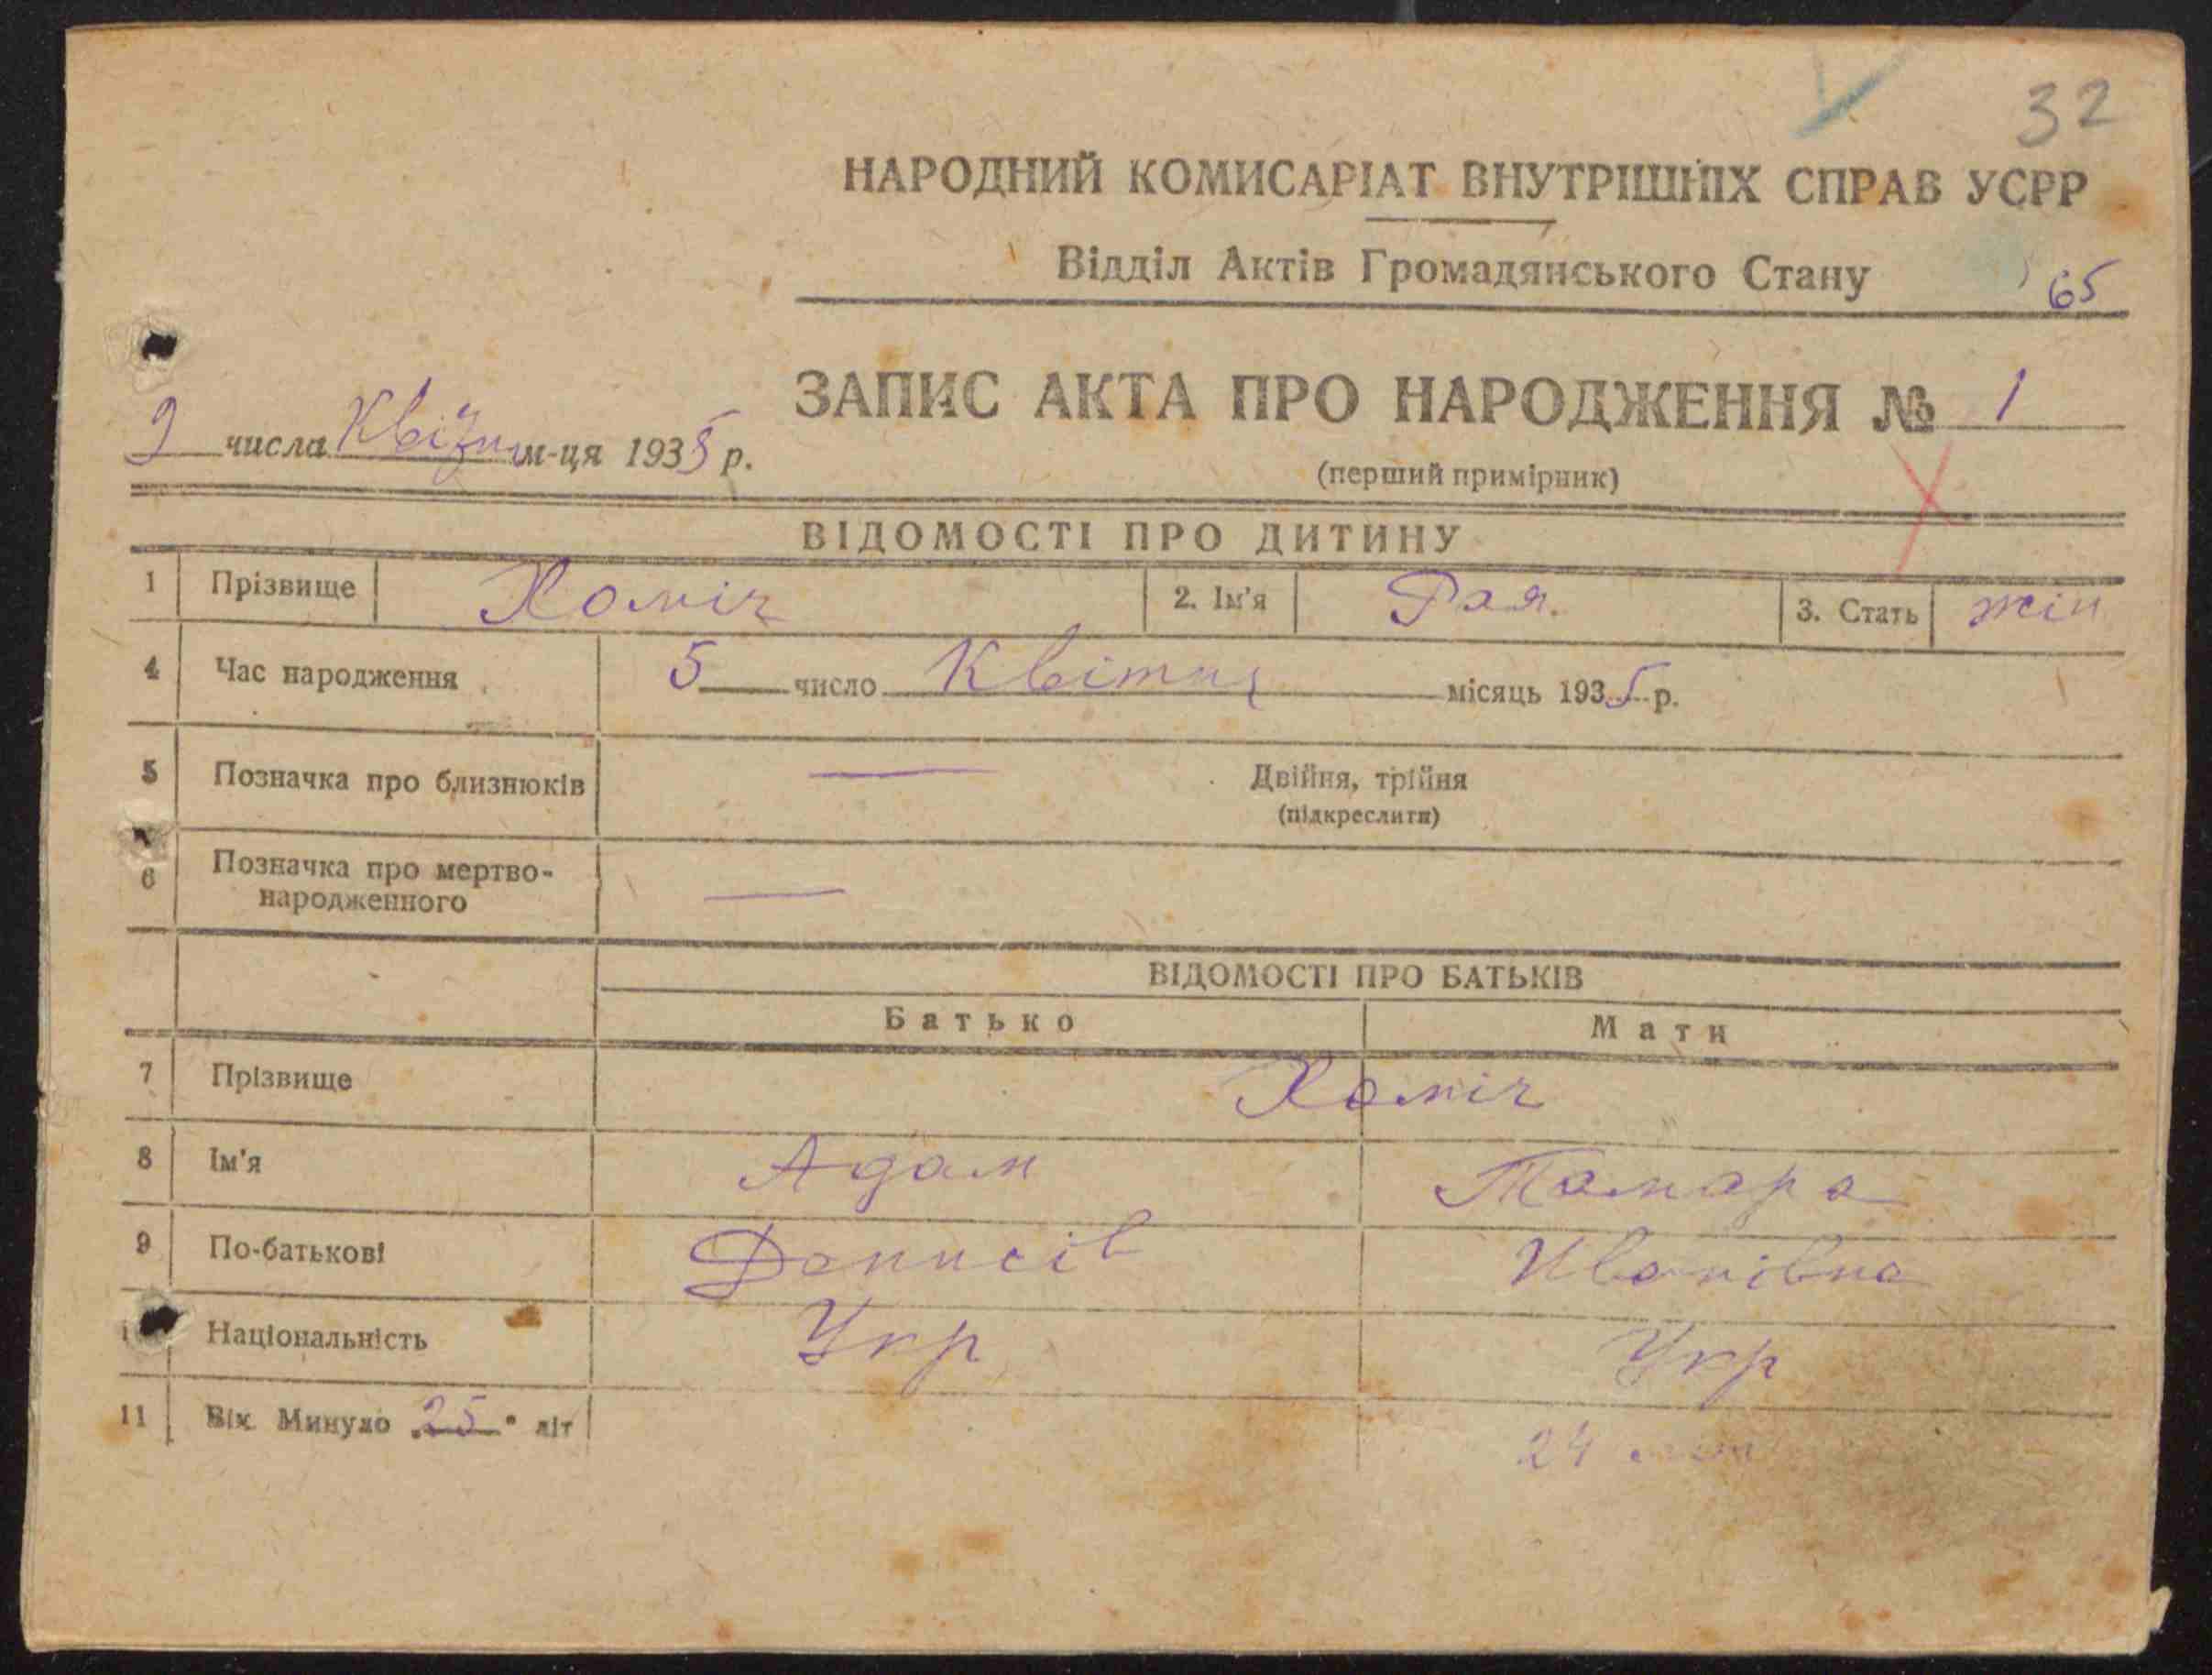 32
НАРОДНИЙ КОМИСАРІАТ ВНУТРІШНІХ СПРАВ УСРР
Відділ Актів Громадянського Стану
65
ЗАПИС АКТА ПРО НАРОДЖЕННЯ № 1
9 числа м-ця 1935 р.
(перший примірник)
ВІДОМОСТІ ПРО ДИТИНУ
1 Прізвище Хоміч 2. Ім'я Рая. 3. Стать жін
4 Час народження 5 число Квітня місяць 1935 р.
5 Позначка про близнюків — Двійня, трійня
(підкреслити)
6 Позначка про мертво-
народженного —
ВІДОМОСТІ ПРО БАТЬКІВ
Батько Мати
7 Прізвище Хоміч
8 Ім'я Адам Тамара
9 По-батькові Денисів Иванівна
Національність Укр Укр
11 Вік. Минуло „25" літ 24